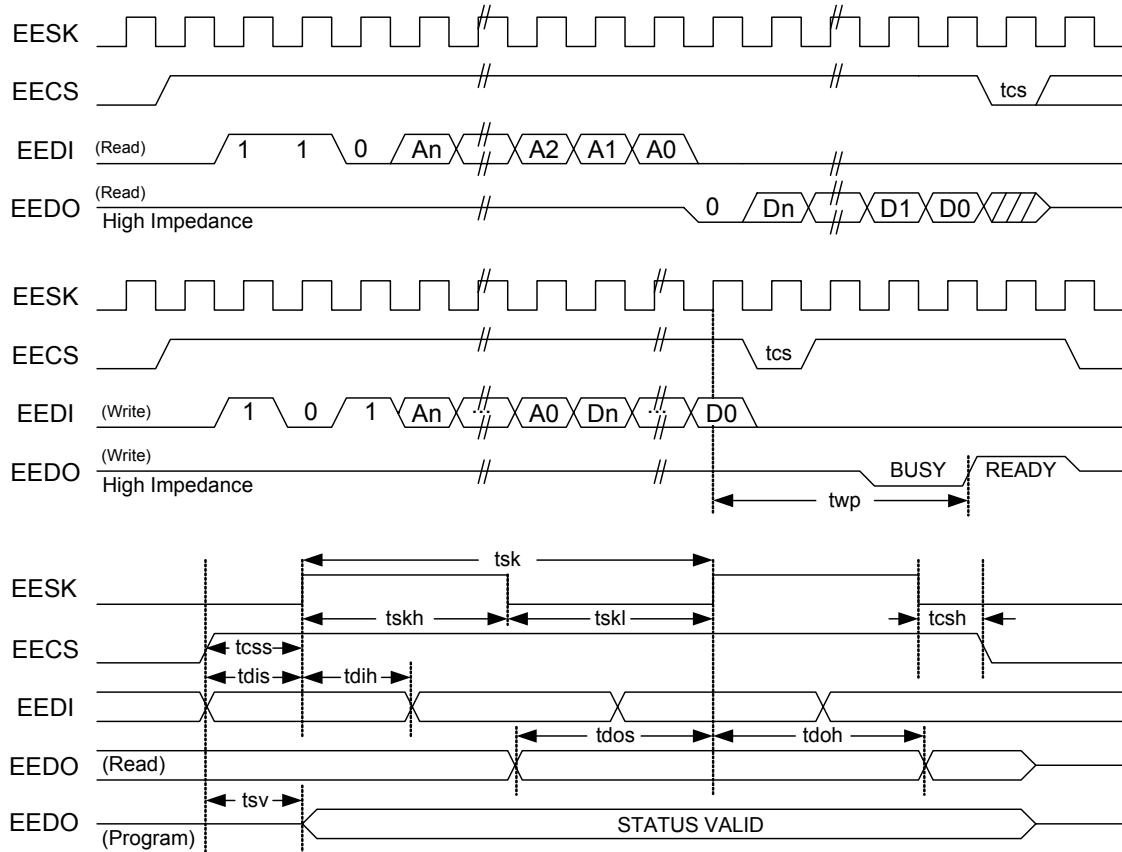 EESK
EECS tcs
EEDI (Read) 1 1 0 An A2 A1 A0
(Read)
EEDO 0 Dn D1 D0
High Impedance
EESK
EECS tcs
EEDI (Write) 1 0 1 An ... A0 Dn ... D0
(Write)
EEDO BUSY READY
High Impedance
twp
tsk
EESK
tskh tskl tcsh
EECS tcss
tdis tdih
EEDI
tdos tdoh
EEDO (Read)
tsv
EEDO STATUS VALID
(Program)